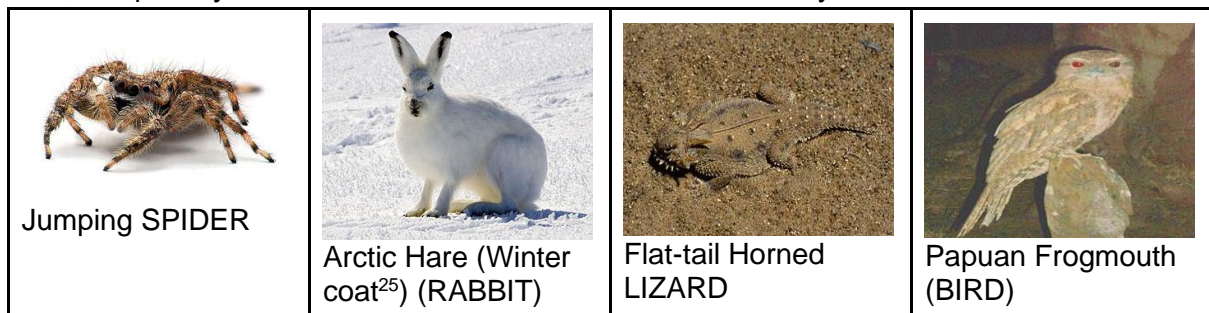 Jumping SPIDER
Arctic Hare (Winter
coat25) (RABBIT)
Flat-tail Horned
LIZARD
Papuan Frogmouth
(BIRD)